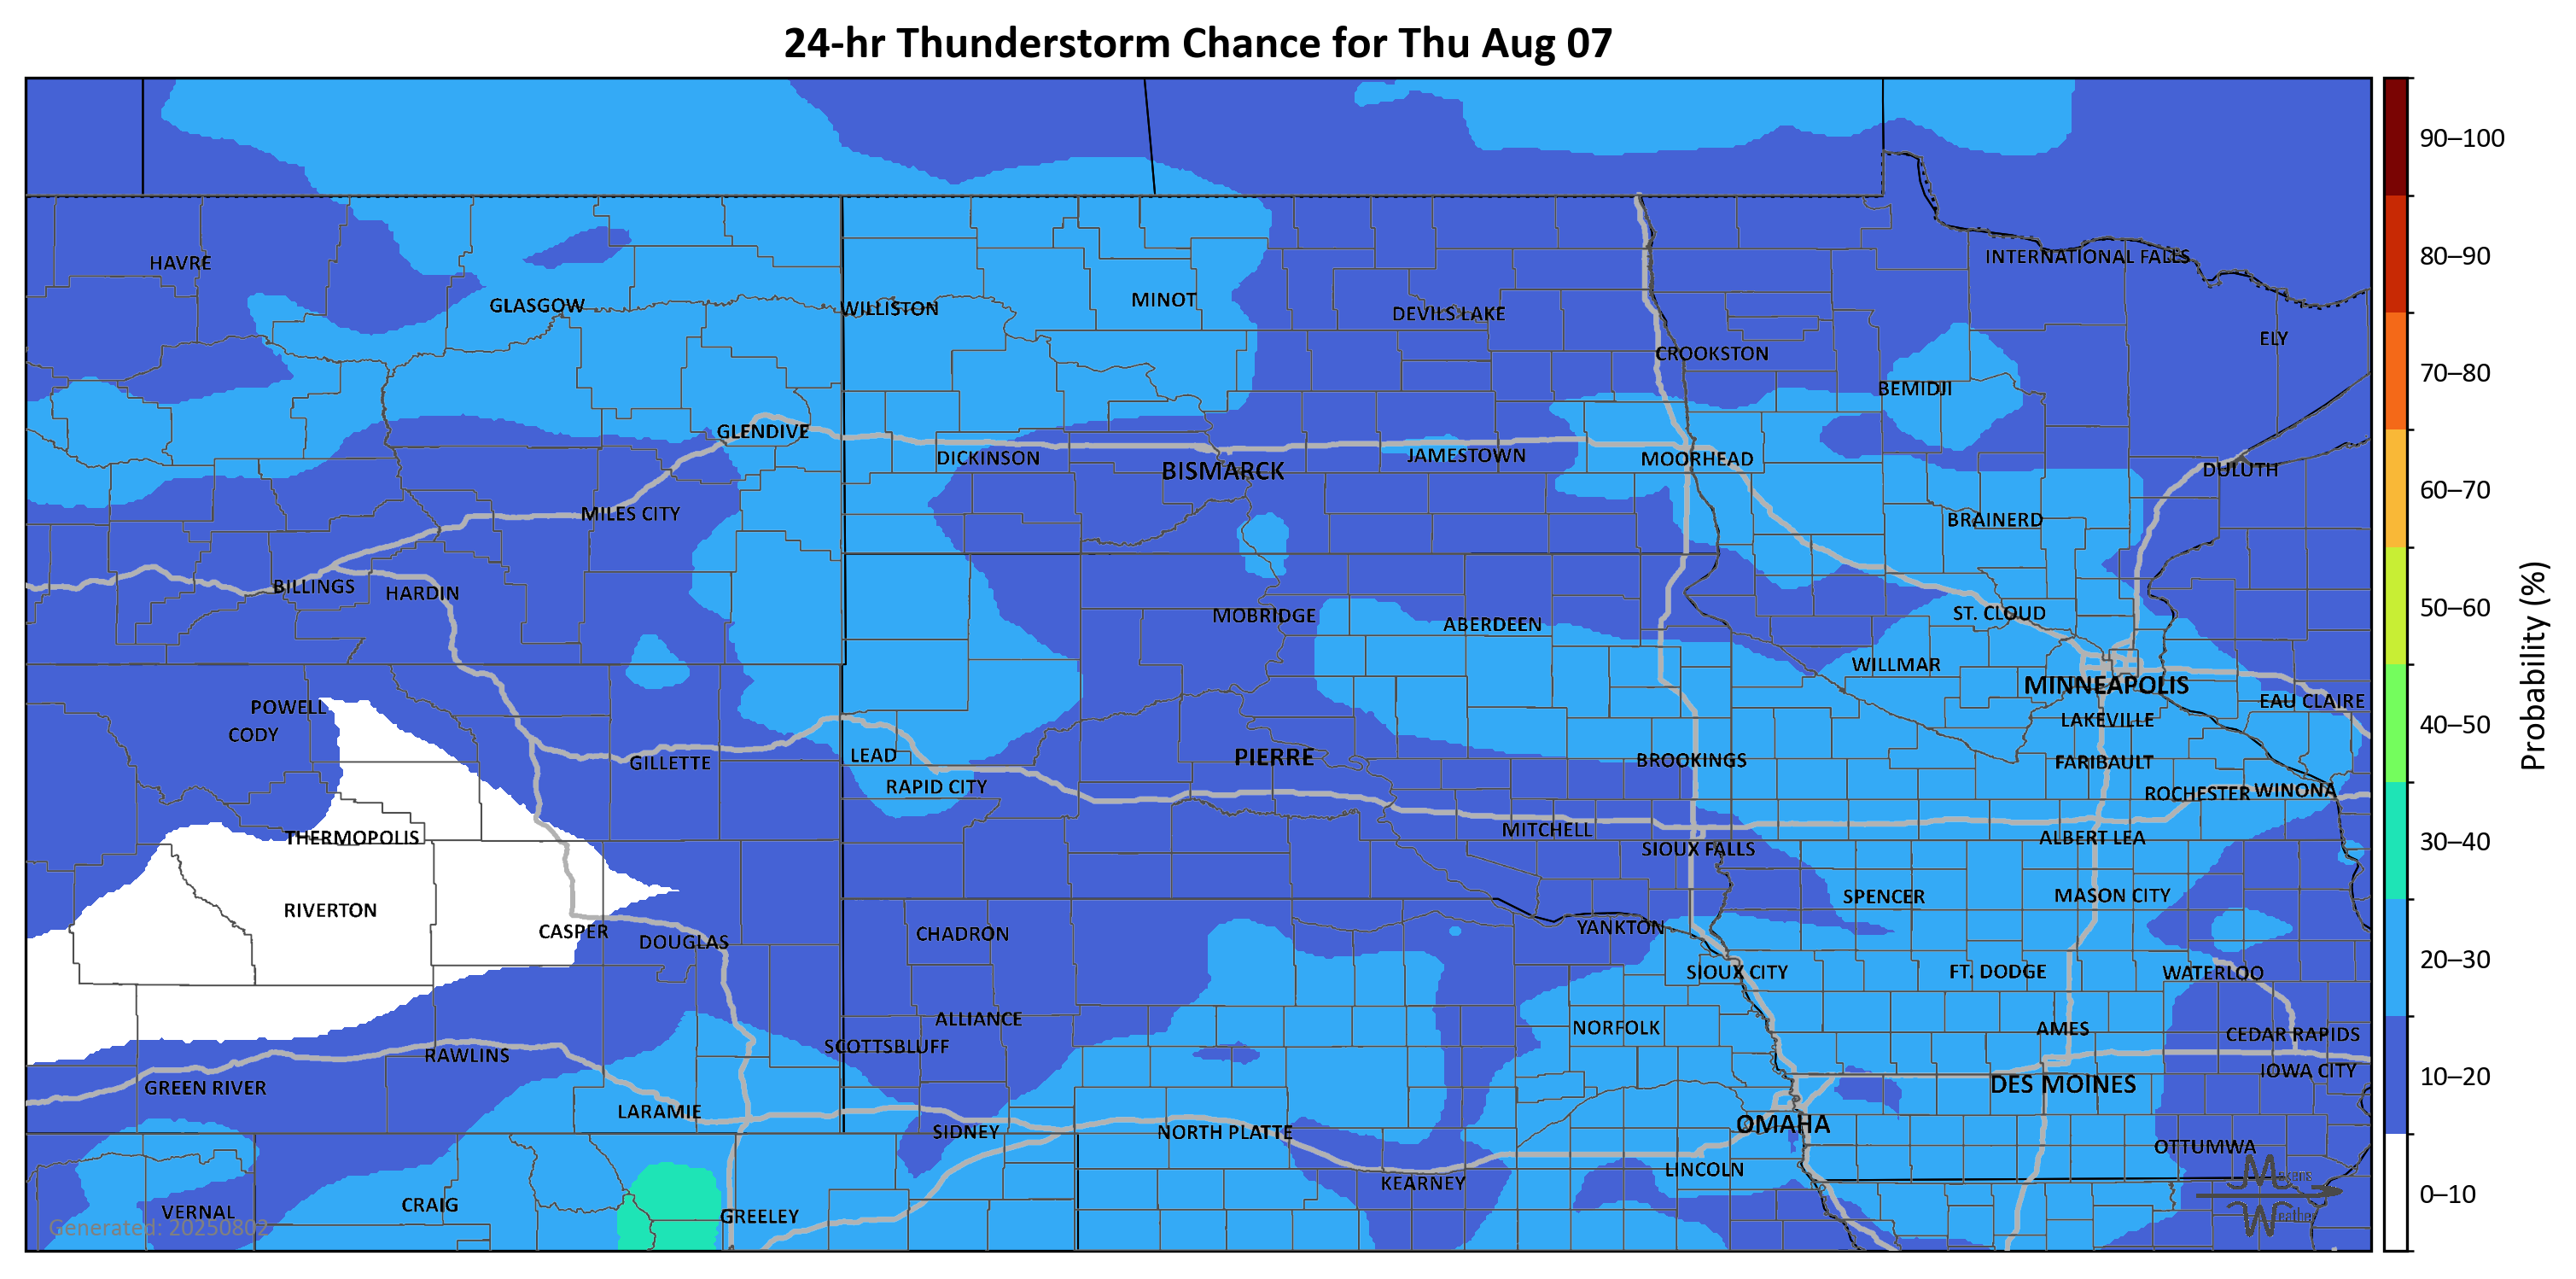 24-hr Thunderstorm Chance for Thu Aug 07
90–100
80–90
70–80
60–70
50–60
40–50
30–40
20–30
10–20
0–10
Probability (%)
HAVRE
INTERNATIONAL FALLS
GLASGOW
WILLISTON
MINOT
DEVILS LAKE
ELY
CROOKSTON
BEMIDJI
GLENDIVE
DICKINSON
BISMARCK
JAMESTOWN
MOORHEAD
DULUTH
MILES CITY
BRAINERD
BILLINGS
HARDIN
MOBRIDGE
ABERDEEN
ST. CLOUD
WILLMAR
MINNEAPOLIS
POWELL
EAU CLAIRE
CODY
LAKEVILLE
GILLETTE
LEAD
PIERRE
BROOKINGS
FARIBAULT
RAPID CITY
ROCHESTER
WINONA
THERMOPOLIS
MITCHELL
ALBERT LEA
SIOUX FALLS
RIVERTON
SPENCER
MASON CITY
CASPER
DOUGLAS
CHADRON
YANKTON
SIOUX CITY
FT. DODGE
WATERLOO
ALLIANCE
NORFOLK
AMES
CEDAR RAPIDS
SCOTTSBLUFF
RAWLINS
GREEN RIVER
DES MOINES
IOWA CITY
LARAMIE
SIDNEY
NORTH PLATTE
OMAHA
OTTUMWA
LINCOLN
KEARNEY
VERNAL
CRAIG
GREELEY
Generated: 20250802
Makens
Weather